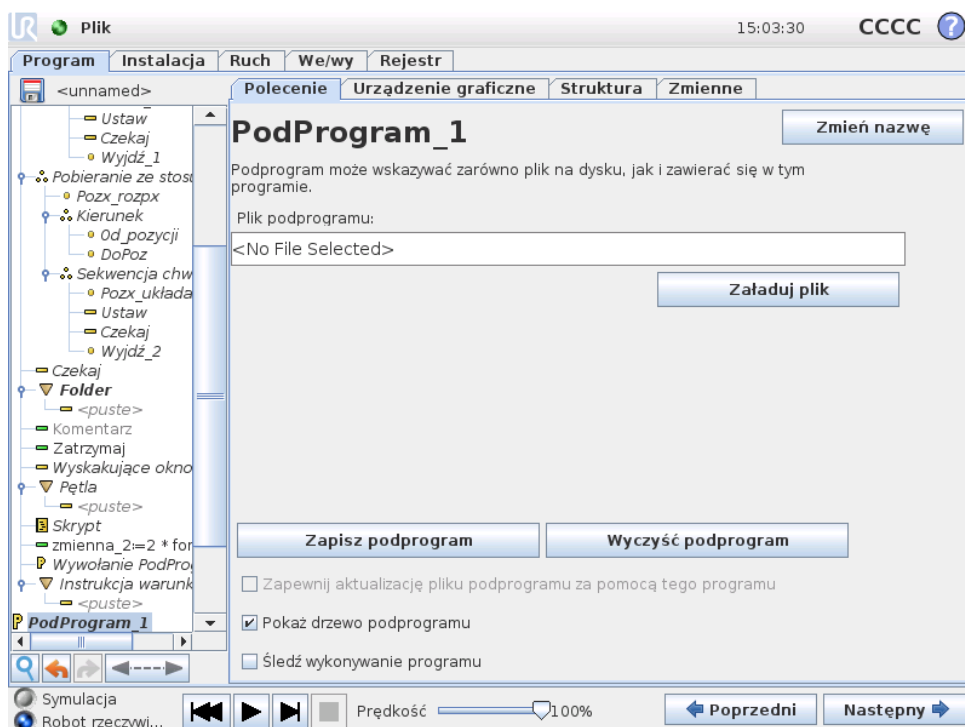 UR Plik 15:03:30 CCCC ?
Program Instalacja Ruch We/wy Rejestr
<unnamed>
Polecenie Urządzenie graficzne Struktura Zmienne
Ustaw
Czekaj
Wyjdź_1
Pobieranie ze stosu
Pozx_rozpx
Kierunek
Od_pozycji
DoPoz
Sekwencja chw
Pozx_układa
Ustaw
Czekaj
Wyjdź_2
Czekaj
Folder
<puste>
Komentarz
Zatrzymaj
Wyskakujące okno
Pętla
<puste>
Skrypt
zmienna_2:=2 * for
Wywołanie PodPro
Instrukcja warunk
<puste>
PodProgram_1
PodProgram_1
Zmień nazwę
Podprogram może wskazywać zarówno plik na dysku, jak i zawierać się w tym
programie.
Plik podprogramu:
<No File Selected>
Załaduj plik
Zapisz podprogram Wyczyść podprogram
Zapewnij aktualizację pliku podprogramu za pomocą tego programu
Pokaż drzewo podprogramu
Śledź wykonywanie programu
Symulacja
Robot rzeczywi...
Prędkość 100%
Poprzedni Następny